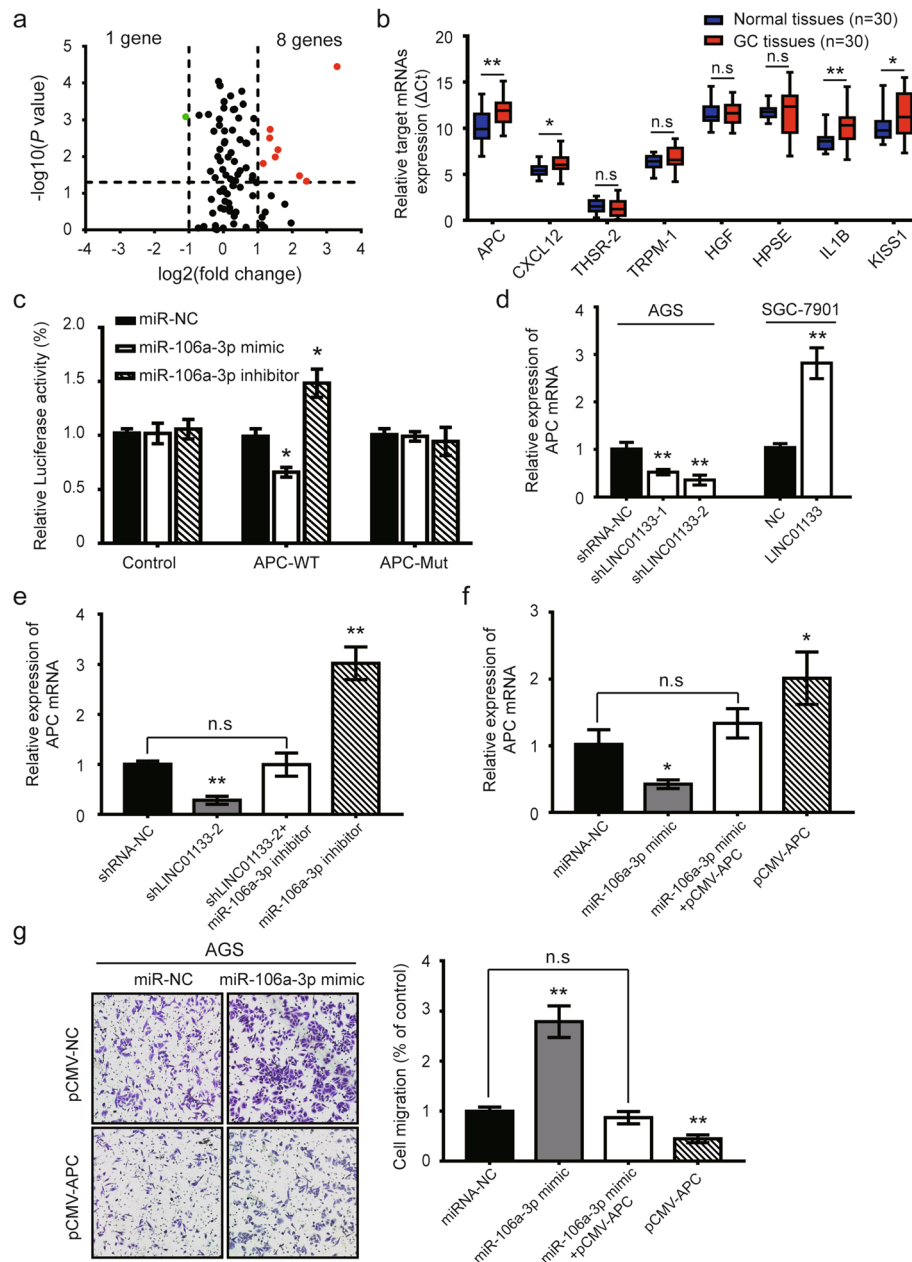 a
1 gene
8 genes
-log10(P value)
5
4
3
2
1
0
-4 -3 -2 -1 0 1 2 3 4
log2(fold change)
b
Normal tissues (n=30)
GC tissues (n=30)
Relative target mRNAs
expression (ΔCt)
20
15
10
5
0
**
*
n.s
n.s
n.s
n.s
**
*
APC
CXCL12
THSR-2
TRPM-1
HGF
HPSE
IL1B
KISS1
c
miR-NC
miR-106a-3p mimic
miR-106a-3p inhibitor
Relative Luciferase activity (%)
2.0
1.5
1.0
0.5
0
*
*
Control
APC-WT
APC-Mut
d
AGS
SGC-7901
Relative expression of
APC mRNA
4
3
2
1
0
**
**
**
shRNA-NC
shLINC01133-1
shLINC01133-2
NC
LINC01133
e
Relative expression of
APC mRNA
4
3
2
1
0
n.s
**
**
shRNA-NC
shLINC01133-2
shLINC01133-2+
miR-106a-3p inhibitor
miR-106a-3p inhibitor
f
Relative expression of
APC mRNA
3
2
1
0
n.s
*
*
miRNA-NC
miR-106a-3p mimic
miR-106a-3p mimic
+pCMV-APC
pCMV-APC
g
AGS
miR-NC
miR-106a-3p mimic
pCMV-NC
pCMV-APC
Cell migration (% of control)
4
3
2
1
0
n.s
**
**
miRNA-NC
miR-106a-3p mimic
miR-106a-3p mimic
+pCMV-APC
pCMV-APC